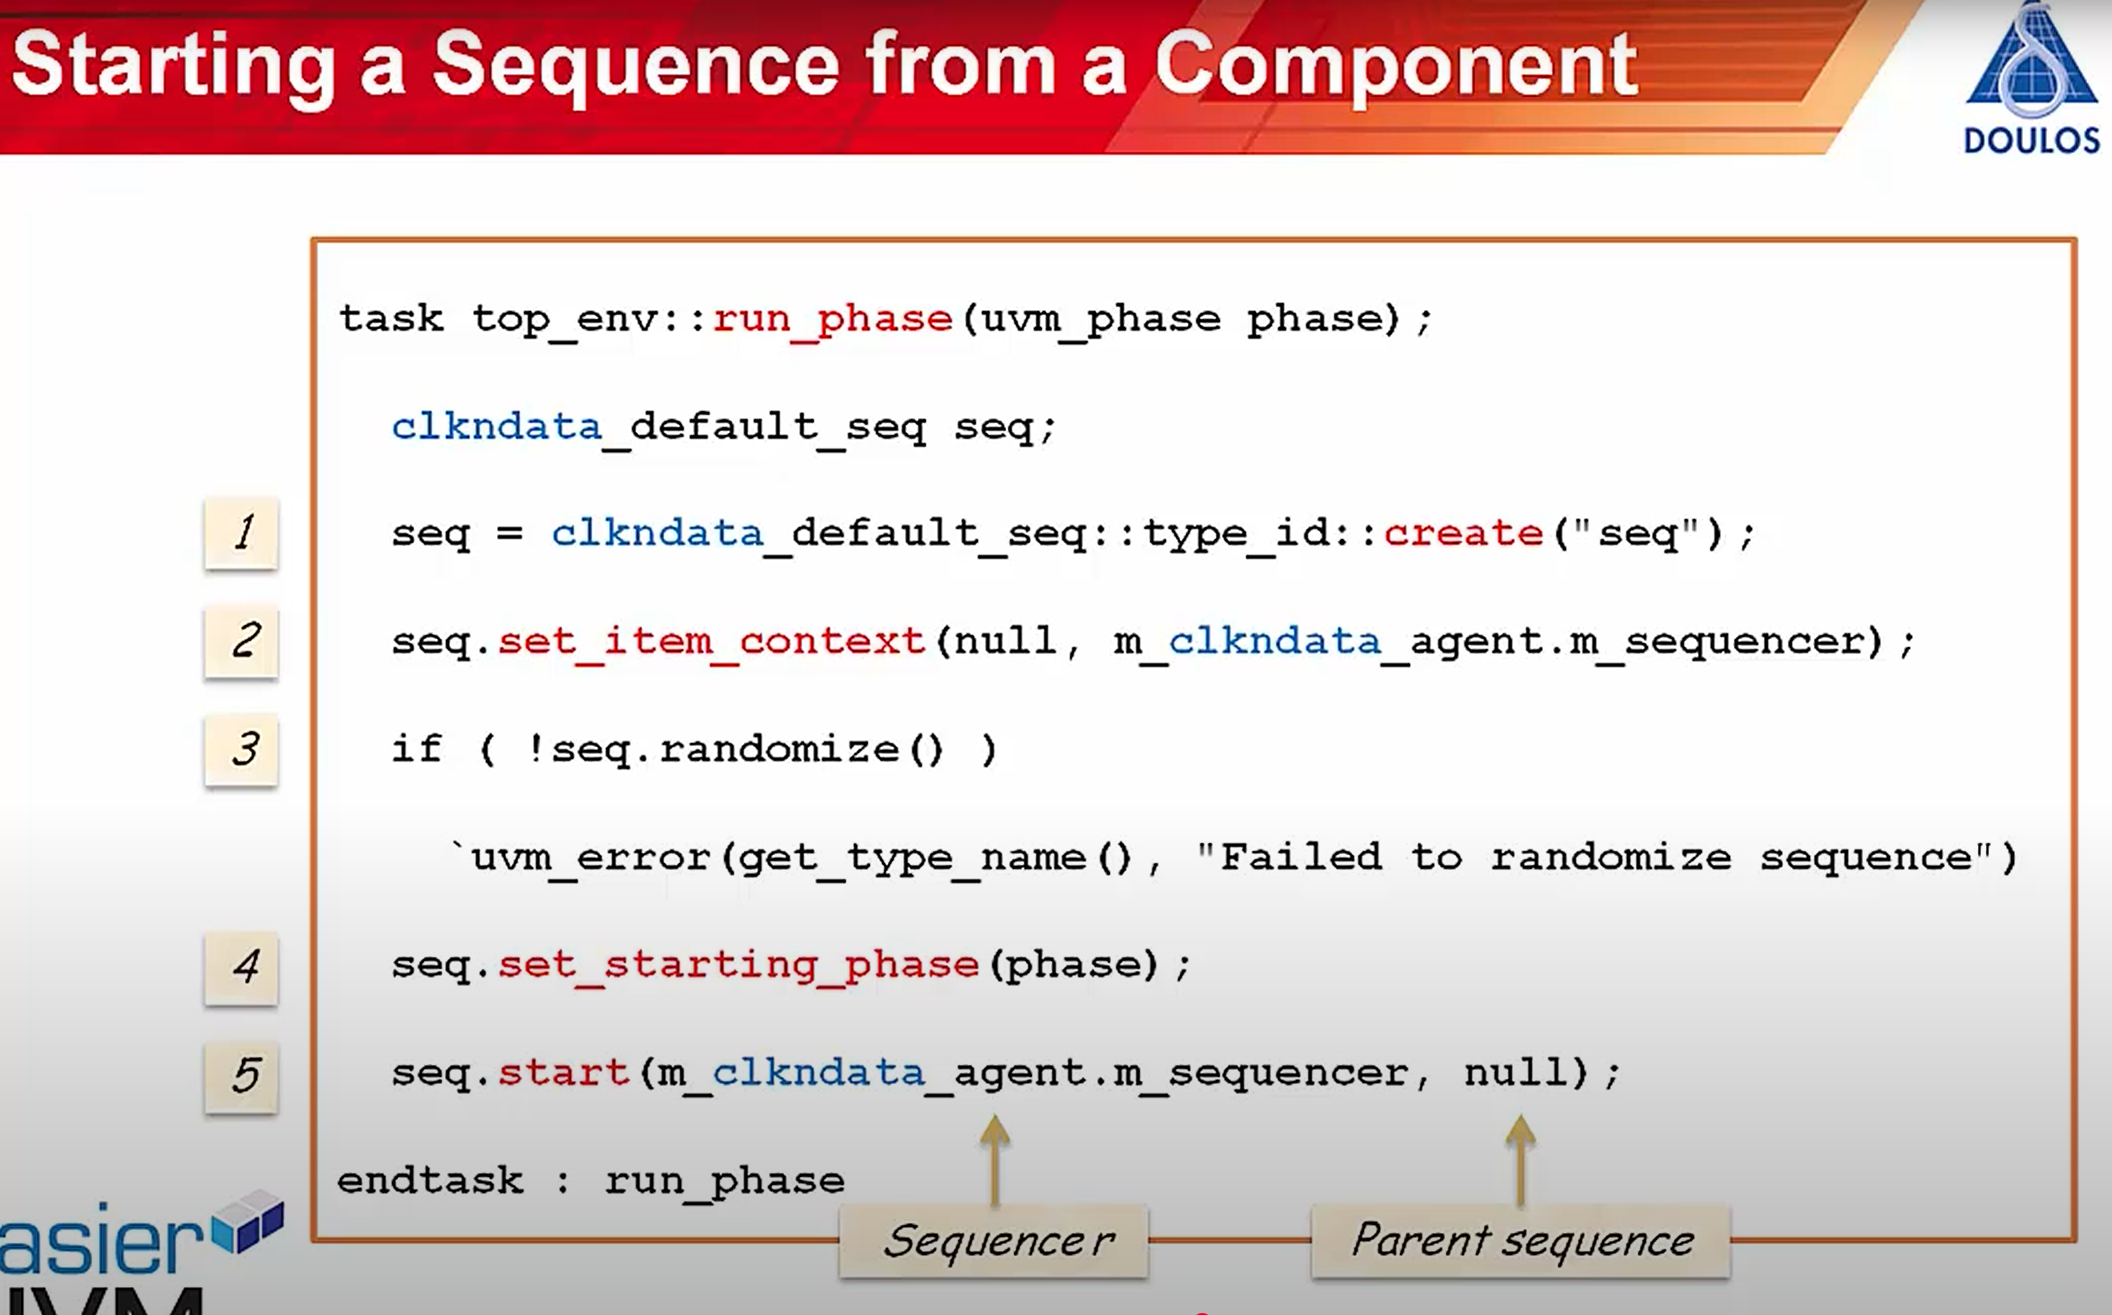 Starting a Sequence from a Component
DOULOS
task top_env::run_phase(uvm_phase phase);
clkndata_default_seq seq;
1 seq = clkndata_default_seq::type_id::create("seq");
2 seq.set_item_context(null, m_clkndata_agent.m_sequencer);
3 if ( !seq.randomize() )
`uvm_error(get_type_name(), "Failed to randomize sequence")
4 seq.set_starting_phase(phase);
5 seq.start(m_clkndata_agent.m_sequencer, null);
endtask : run_phase
Sequencer Parent sequence
asier
UVM